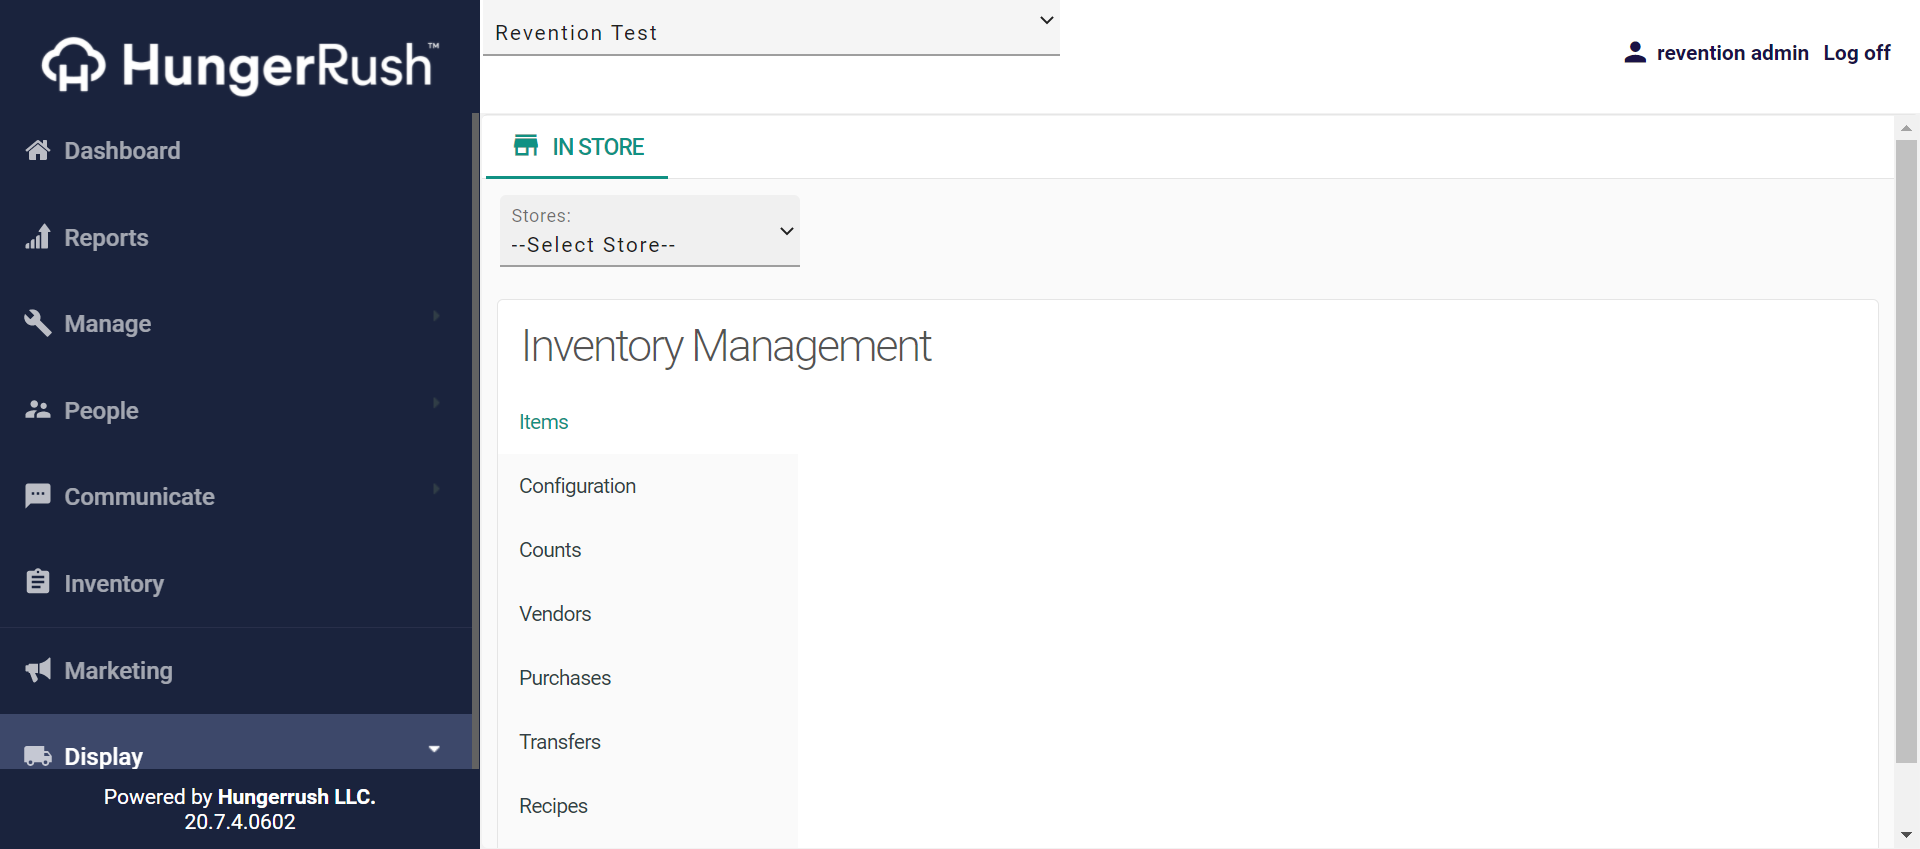 HungerRush™
Dashboard
Reports
Manage
People
Communicate
Inventory
Marketing
Display
Powered by Hungerrush LLC.
20.7.4.0602
Revention Test
revention admin Log off
IN STORE
Stores:
--Select Store--
Inventory Management
Items
Configuration
Counts
Vendors
Purchases
Transfers
Recipes